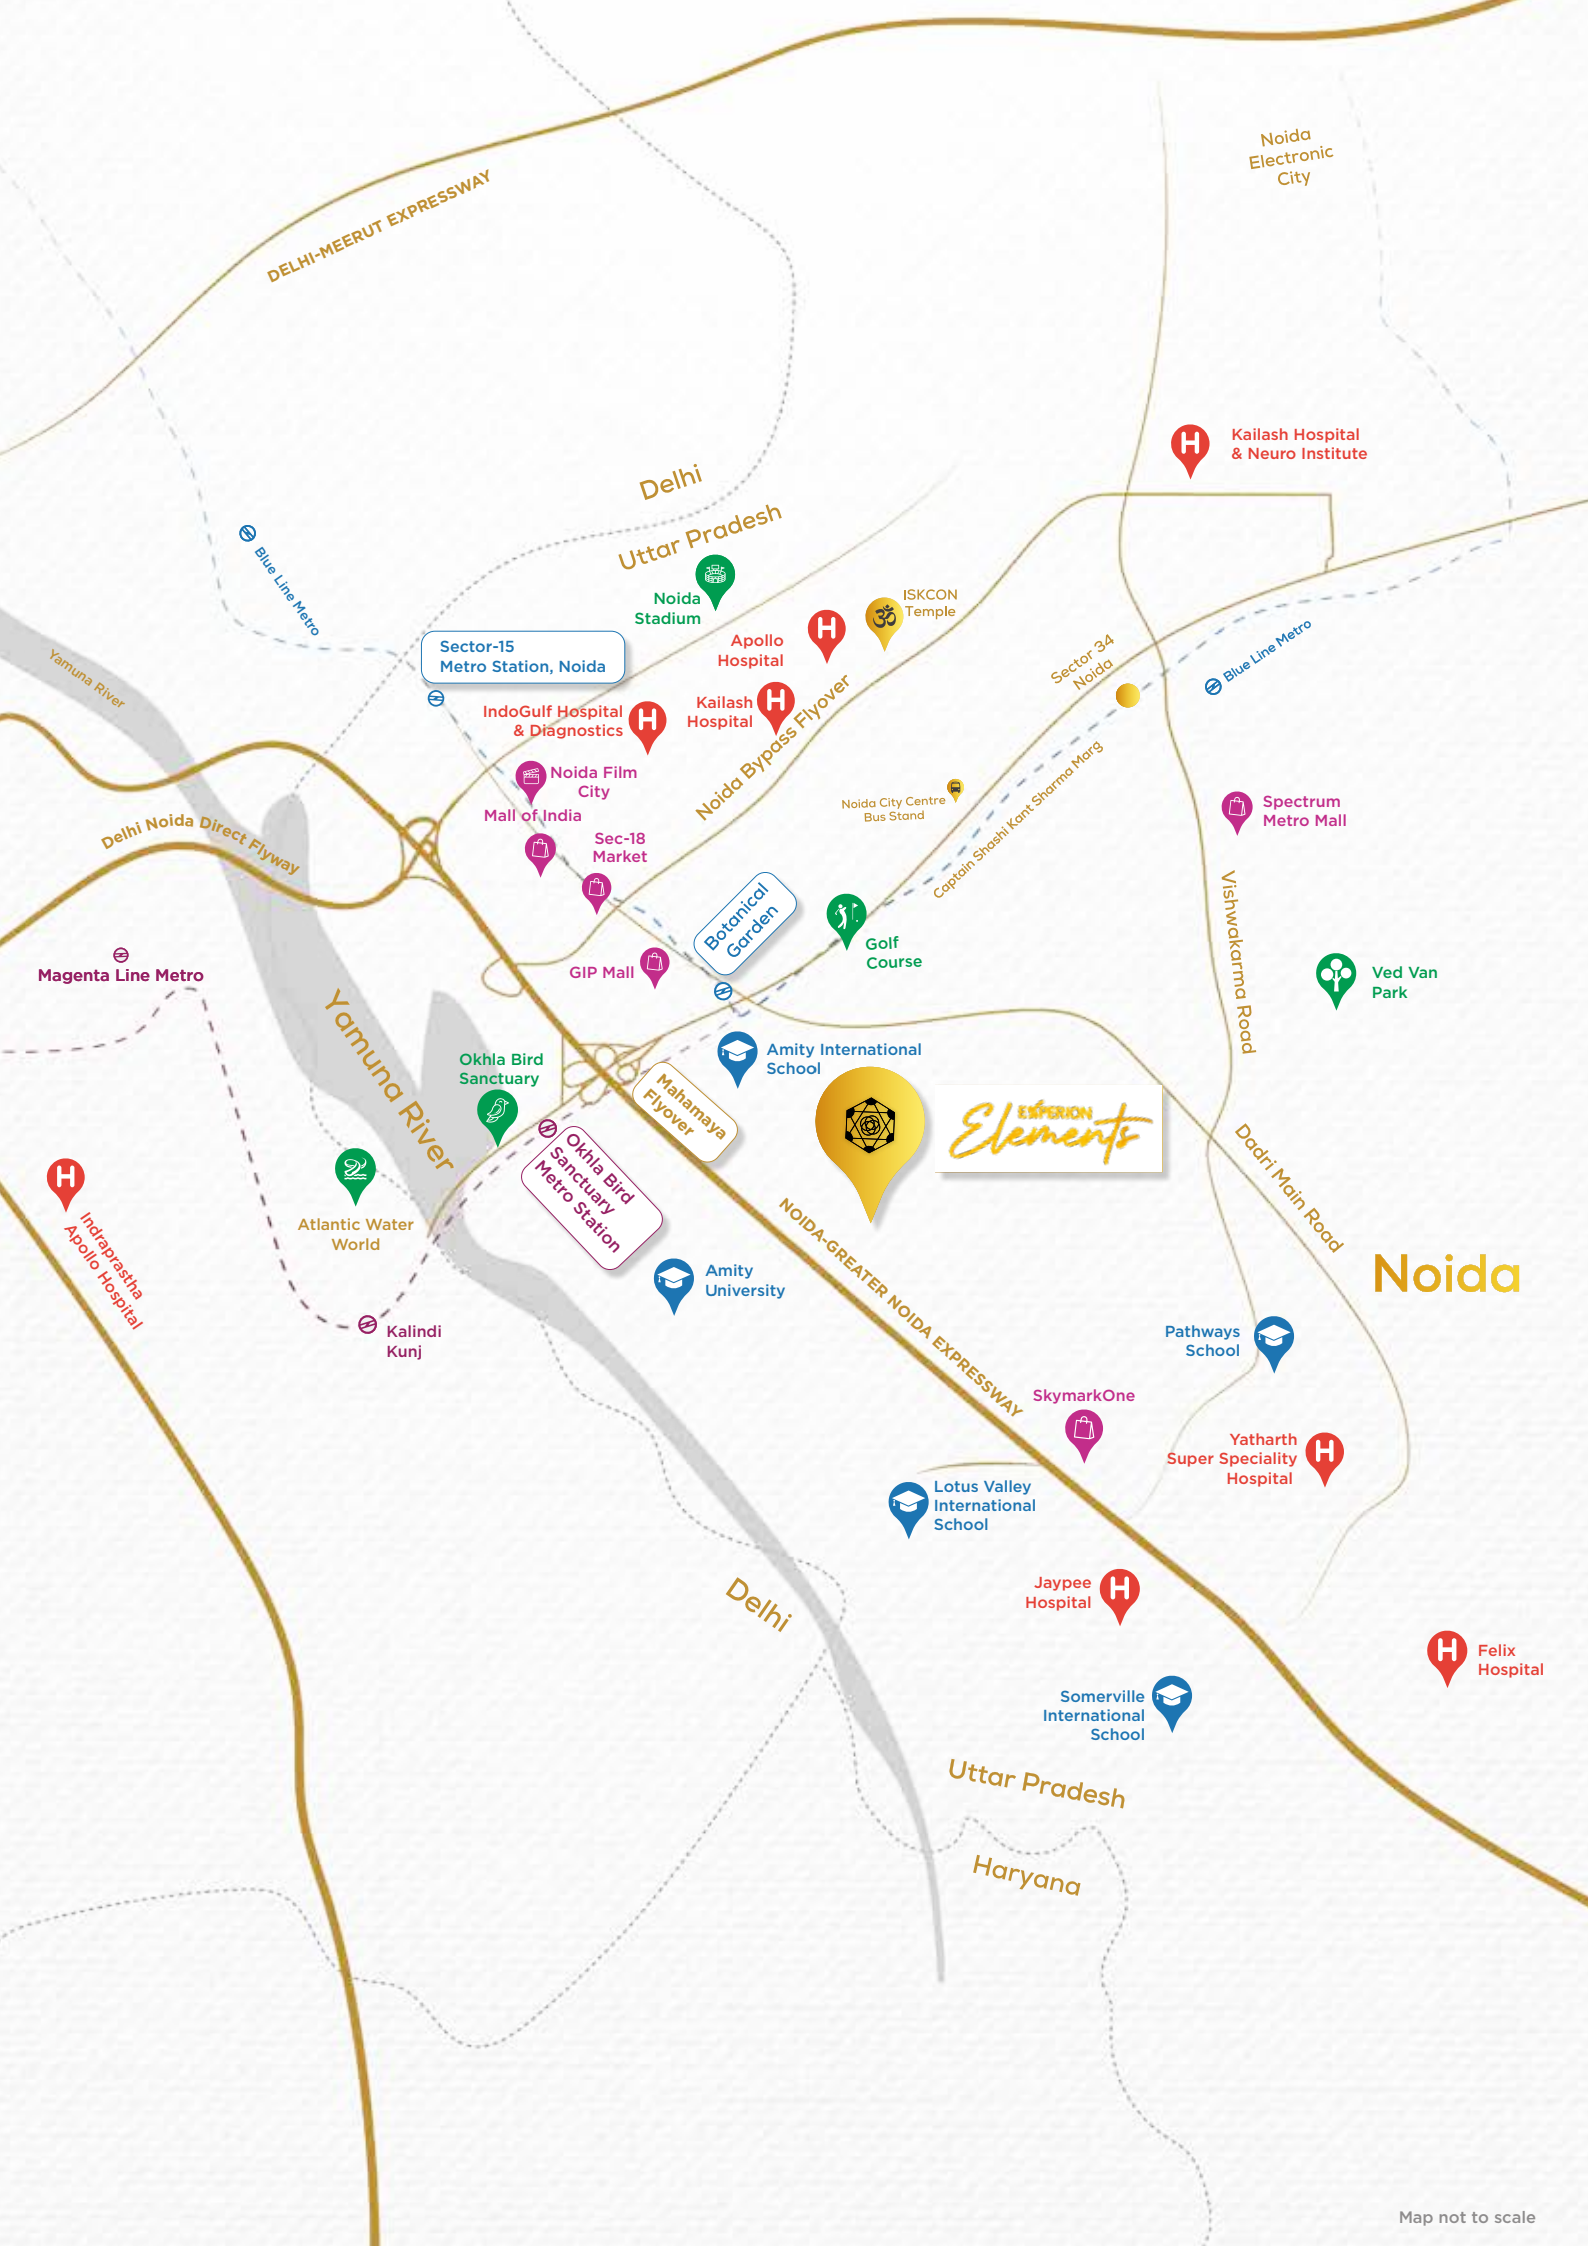 Noida
Electronic
City
DELHI-MEERUT EXPRESSWAY
Kailash Hospital
& Neuro Institute
Delhi
Uttar Pradesh
Blue Line Metro
Noida
Stadium
ISKCON
Temple
Apollo
Hospital
Sector-15
Metro Station, Noida
Sector 34
Noida
Blue Line Metro
Yamuna River
IndoGulf Hospital
& Diagnostics
Kailash
Hospital
Noida Bypass Flyover
Noida Film
City
Mall of India
Noida City Centre
Bus Stand
Captain Shashi Kant Sharma Marg
Spectrum
Metro Mall
Delhi Noida Direct Flyway
Sec-18
Market
Botanical
Garden
Golf
Course
Vishwakarma Road
GIP Mall
Magenta Line Metro
Ved Van
Park
Yamuna River
Okhla Bird
Sanctuary
Amity International
School
Mahamaya
Flyover
EXPERION
Elements
Okhla Bird
Sanctuary
Metro Station
Dadri Main Road
Atlantic Water
World
Indraprastha
Apollo Hospital
NOIDA-GREATER NOIDA EXPRESSWAY
Noida
Amity
University
Kalindi
Kunj
Pathways
School
SkymarkOne
Yatharth
Super Speciality
Hospital
Lotus Valley
International
School
Delhi
Jaypee
Hospital
Felix
Hospital
Somerville
International
School
Uttar Pradesh
Haryana
Map not to scale